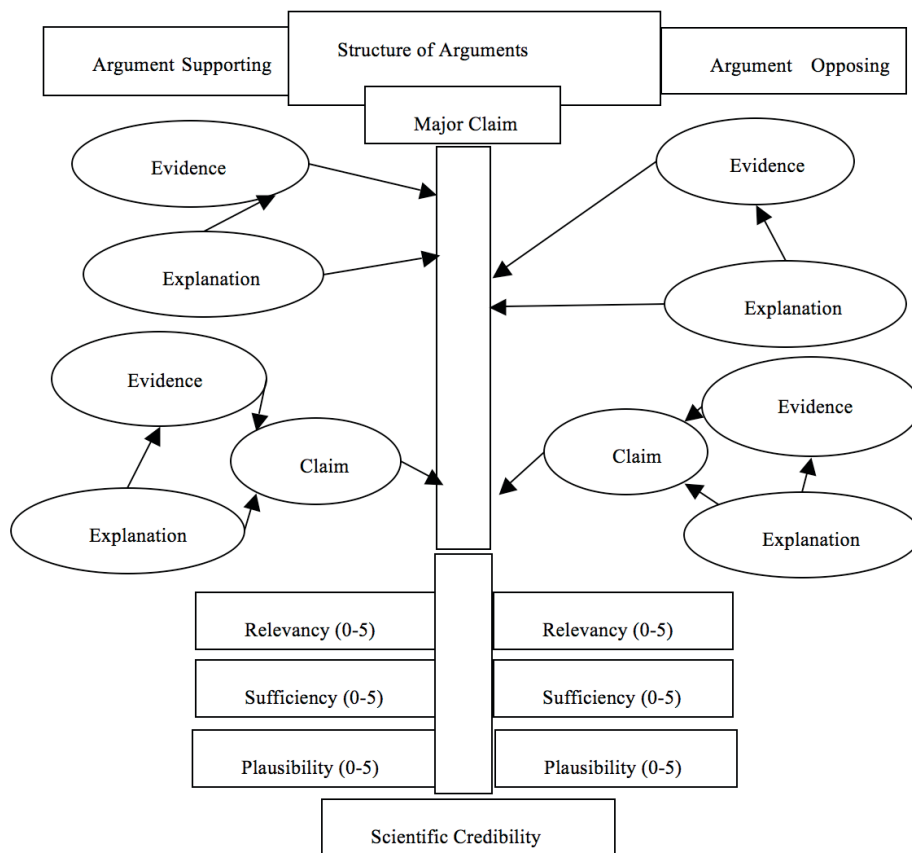 Structure of Arguments
Argument Supporting
Argument Opposing
Major Claim
Evidence
Evidence
Explanation
Explanation
Evidence
Evidence
Claim
Claim
Explanation
Explanation
Relevancy (0-5)
Relevancy (0-5)
Sufficiency (0-5)
Sufficiency (0-5)
Plausibility (0-5)
Plausibility (0-5)
Scientific Credibility